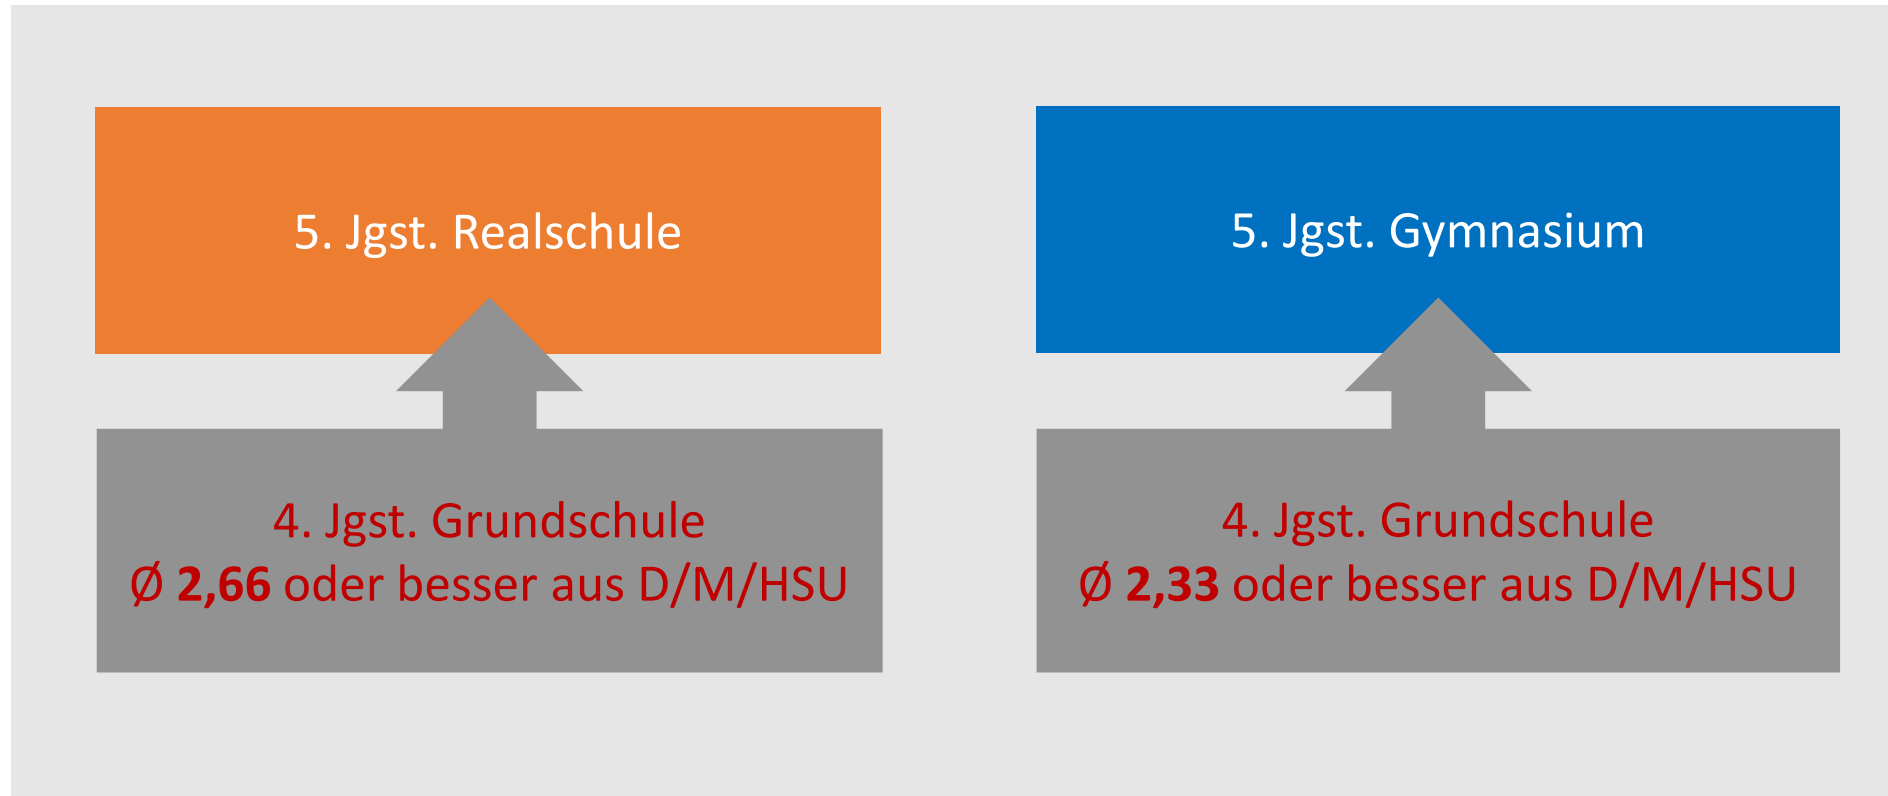 5. Jgst. Realschule
4. Jgst. Grundschule
Ø 2,66 oder besser aus D/M/HSU
5. Jgst. Gymnasium
4. Jgst. Grundschule
Ø 2,33 oder besser aus D/M/HSU